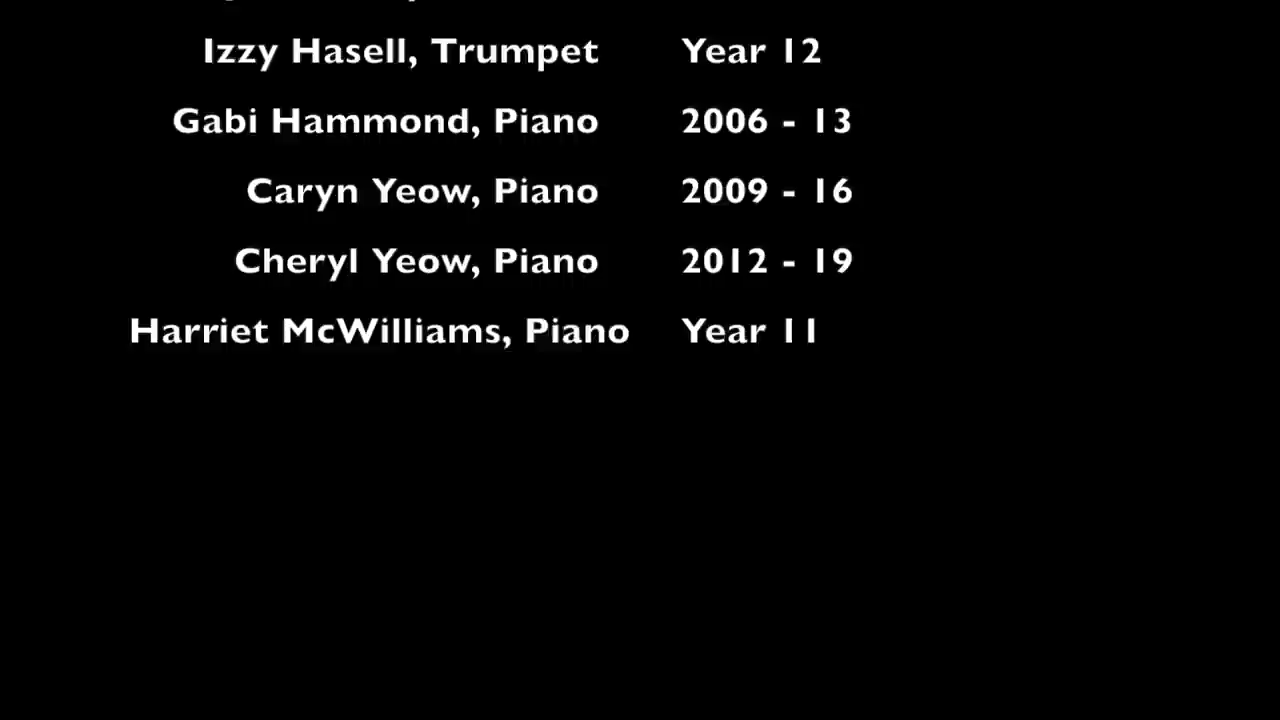 Izzy Hasell, Trumpet Year 12
Gabi Hammond, Piano 2006 - 13
Caryn Yeow, Piano 2009 - 16
Cheryl Yeow, Piano 2012 - 19
Harriet McWilliams, Piano Year 11